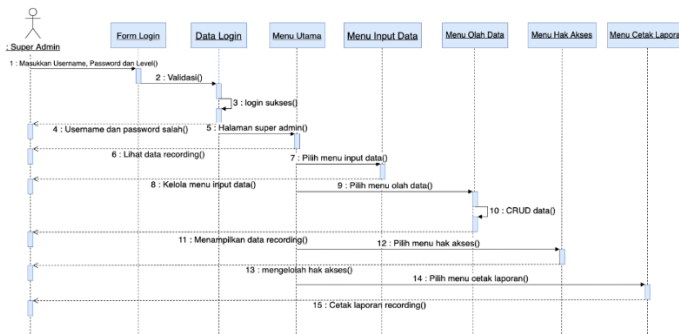 : Super Admin
Form Login
Data Login
Menu Utama
Menu Input Data
Menu Olah Data
Menu Hak Akses
Menu Cetak Lapora
1 : Masukkan Username, Password dan Level()
2 : Validasi()
3 : login sukses()
4 : Username dan password salah()
5 : Halaman super admin()
6 : Lihat data recording()
7 : Pilih menu input data()
8 : Kelola menu input data()
9 : Pilih menu olah data()
10 : CRUD data()
11 : Menampilkan data recording()
12 : Pilih menu hak akses()
13 : mengelolah hak akses()
14 : Pilih menu cetak laporan()
15 : Cetak laporan recording()